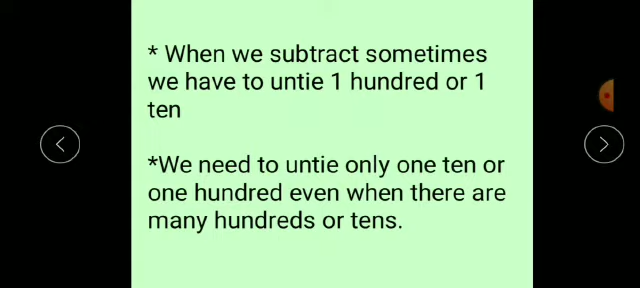 * When we subtract sometimes
we have to untie 1 hundred or 1
ten
*We need to untie only one ten or
one hundred even when there are
many hundreds or tens.